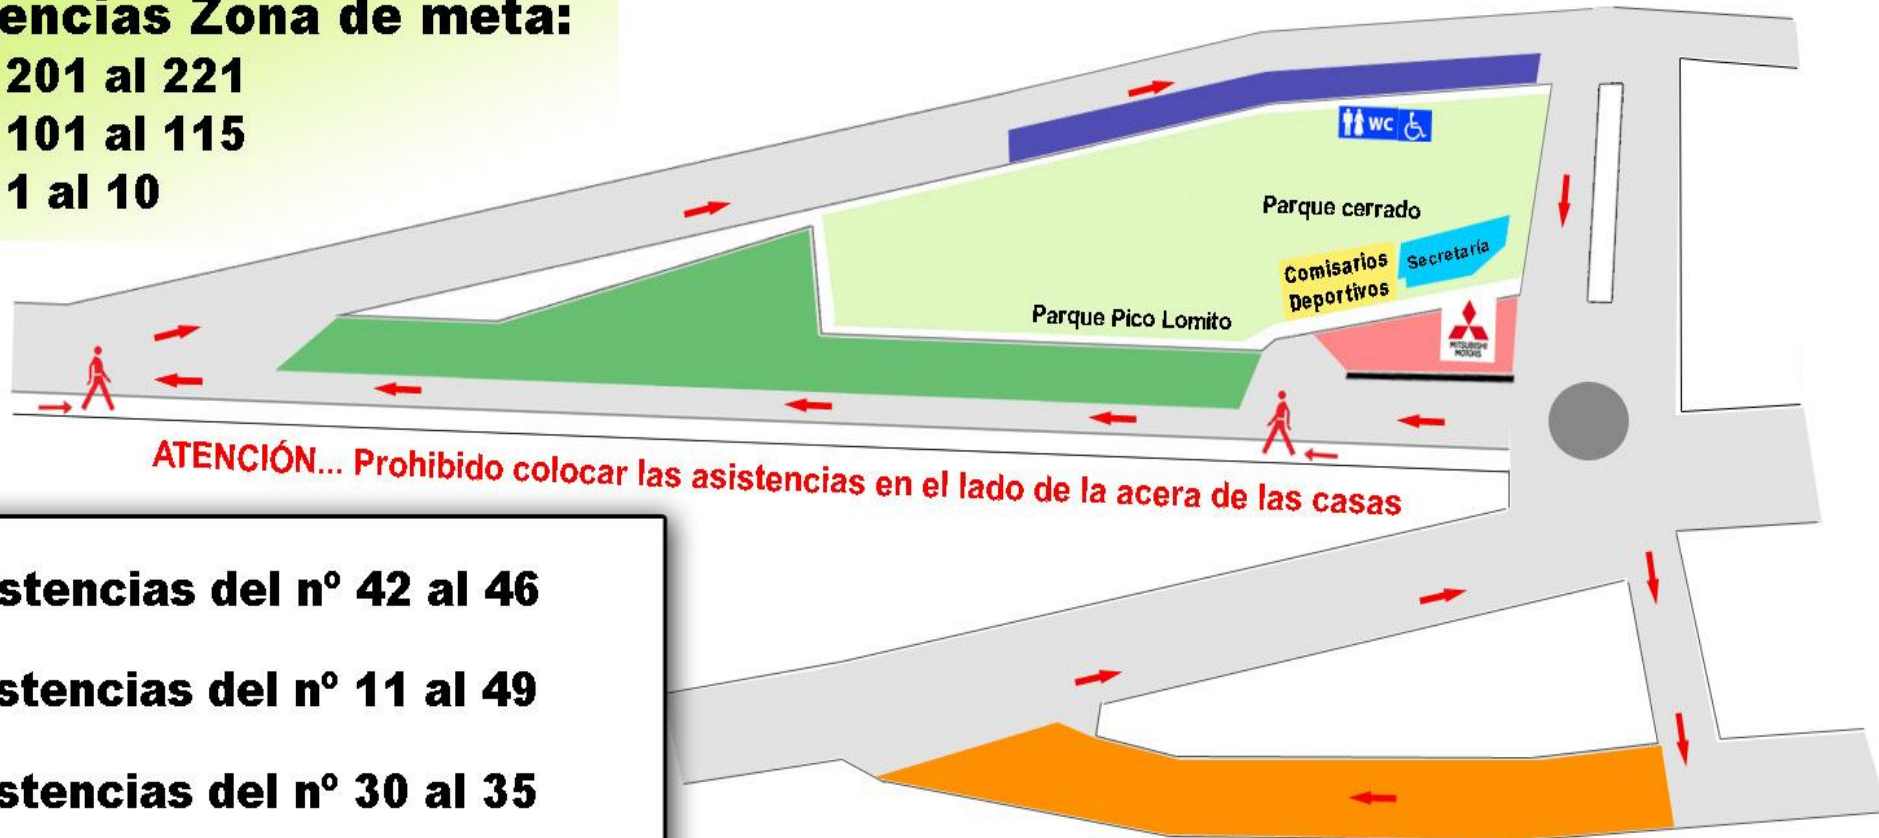 encias Zona de meta:
201 al 221
101 al 115
1 al 10
WC
Parque cerrado
Comisarios
Deportivos
Secretaría
Parque Pico Lomito
MITSUBISHI
MOTORS
ATENCIÓN... Prohibido colocar las asistencias en el lado de la acera de las casas
stencias del nº 42 al 46
stencias del nº 11 al 49
stencias del nº 30 al 35